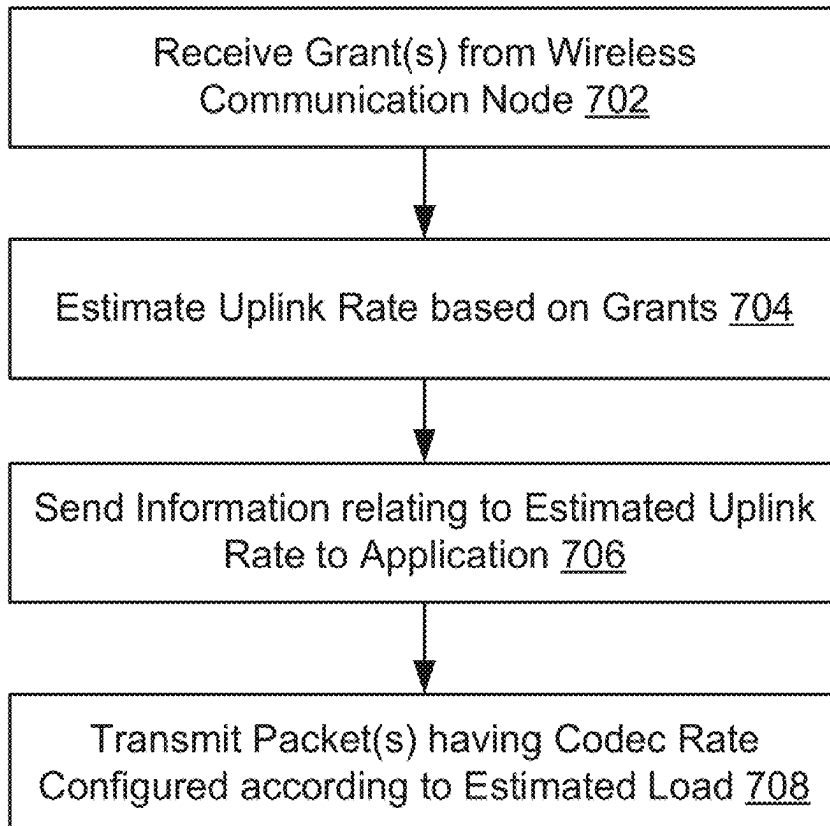 Receive Grant(s) from Wireless
Communication Node 702
Estimate Uplink Rate based on Grants 704
Send Information relating to Estimated Uplink
Rate to Application 706
Transmit Packet(s) having Codec Rate
Configured according to Estimated Load 708